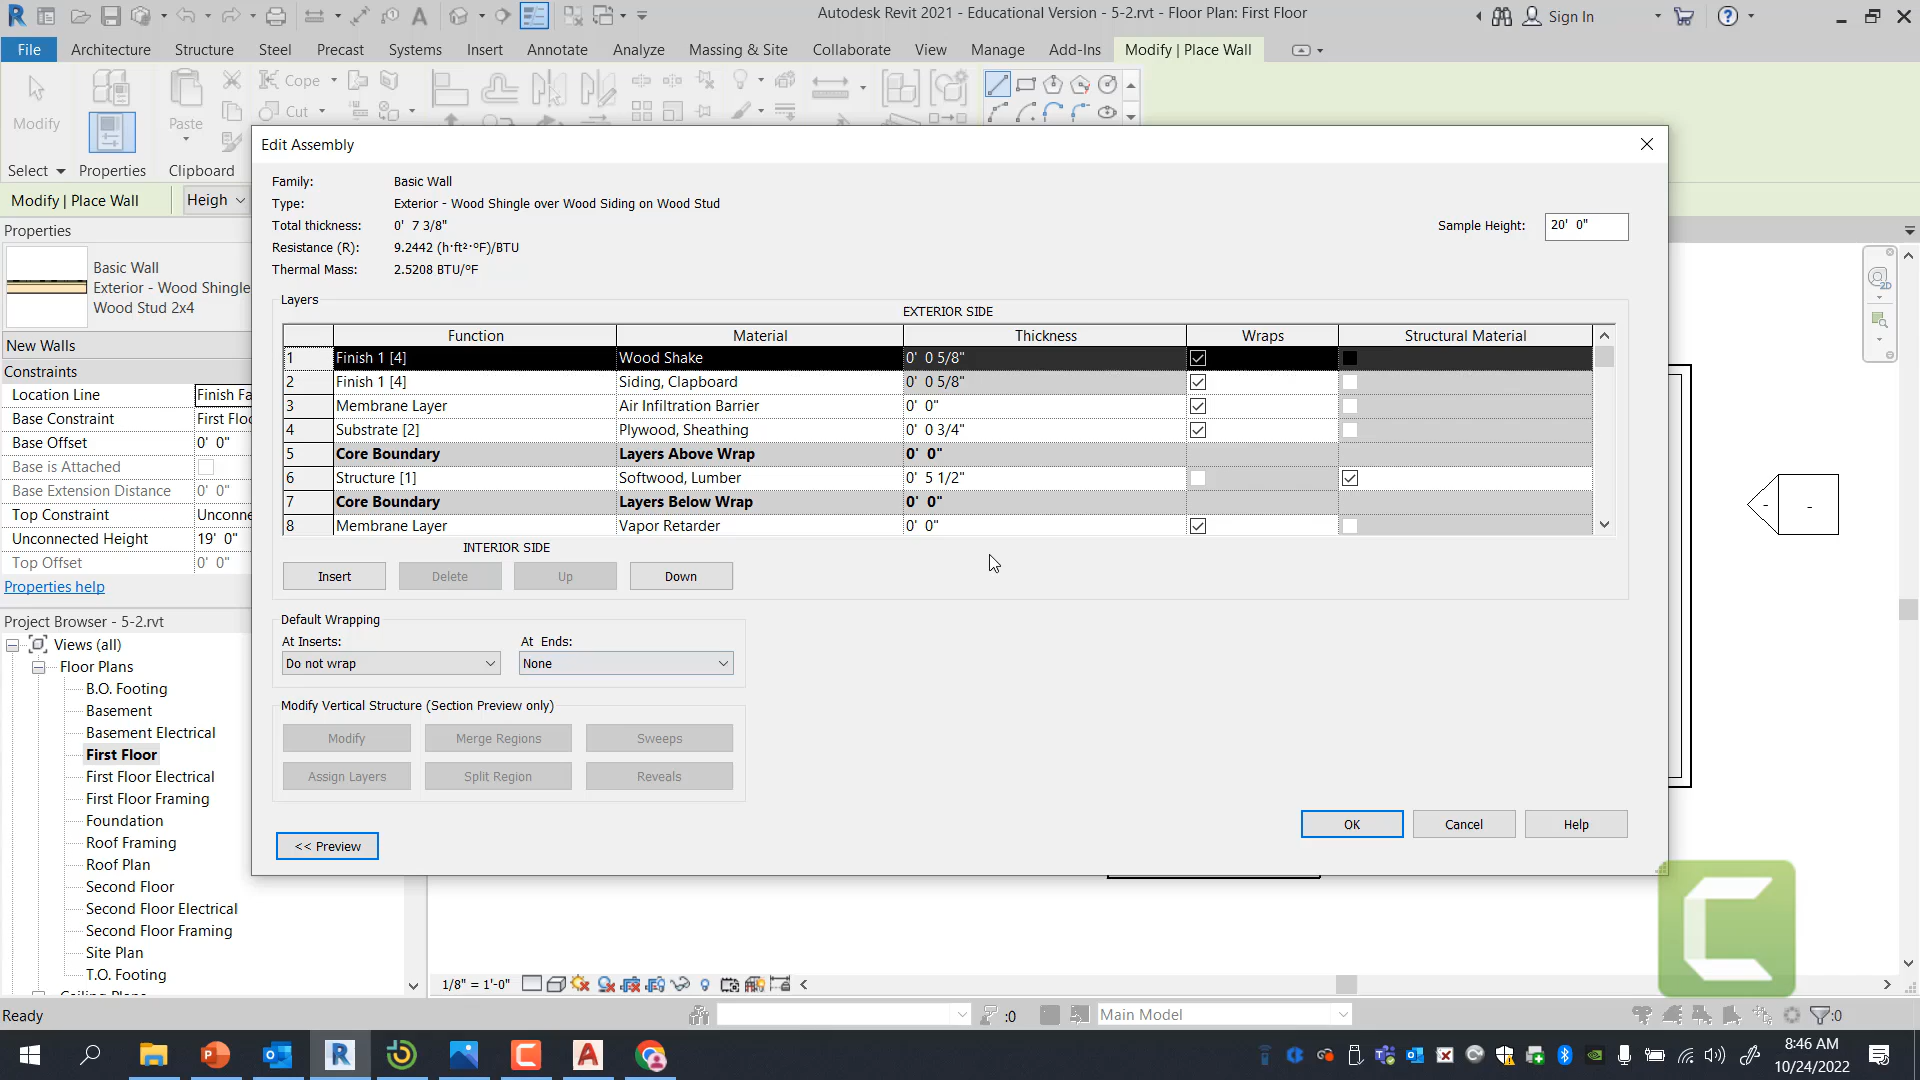 Autodesk Revit 2021 - Educational Version - 5-2.rvt - Floor Plan: First Floor
Sign In
File
Architecture
Structure
Steel
Precast
Systems
Insert
Annotate
Analyze
Massing & Site
Collaborate
View
Manage
Add-Ins
Modify | Place Wall
Modify
Paste
Cope
Cut
Select
Properties
Clipboard
Modify | Place Wall
Heigh
Properties
Basic Wall
Exterior - Wood Shingle
Wood Stud 2x4
New Walls
Constraints
Location Line Finish Fa
Base Constraint First Floo
Base Offset 0' 0"
Base is Attached
Base Extension Distance 0' 0"
Top Constraint Unconne
Unconnected Height 19' 0"
Top Offset 0' 0"
Properties help
Project Browser - 5-2.rvt
Views (all)
Floor Plans
B.O. Footing
Basement
Basement Electrical
First Floor
First Floor Electrical
First Floor Framing
Foundation
Roof Framing
Roof Plan
Second Floor
Second Floor Electrical
Second Floor Framing
Site Plan
T.O. Footing
Edit Assembly
Family: Basic Wall
Type: Exterior - Wood Shingle over Wood Siding on Wood Stud
Total thickness: 0' 7 3/8"
Resistance (R): 9.2442 (h·ft²·°F)/BTU
Thermal Mass: 2.5208 BTU/°F
Sample Height: 20' 0"
Layers
EXTERIOR SIDE
Function Material Thickness Wraps Structural Material
1 Finish 1 [4] Wood Shake 0' 0 5/8"
2 Finish 1 [4] Siding, Clapboard 0' 0 5/8"
3 Membrane Layer Air Infiltration Barrier 0' 0"
4 Substrate [2] Plywood, Sheathing 0' 0 3/4"
5 Core Boundary Layers Above Wrap 0' 0"
6 Structure [1] Softwood, Lumber 0' 5 1/2"
7 Core Boundary Layers Below Wrap 0' 0"
8 Membrane Layer Vapor Retarder 0' 0"
INTERIOR SIDE
Insert Delete Up Down
Default Wrapping
At Inserts: At Ends:
Do not wrap None
Modify Vertical Structure (Section Preview only)
Modify Merge Regions Sweeps
Assign Layers Split Region Reveals
<< Preview
OK Cancel Help
1/8" = 1'-0"
Ready
:0
Main Model
:0
8:46 AM
10/24/2022